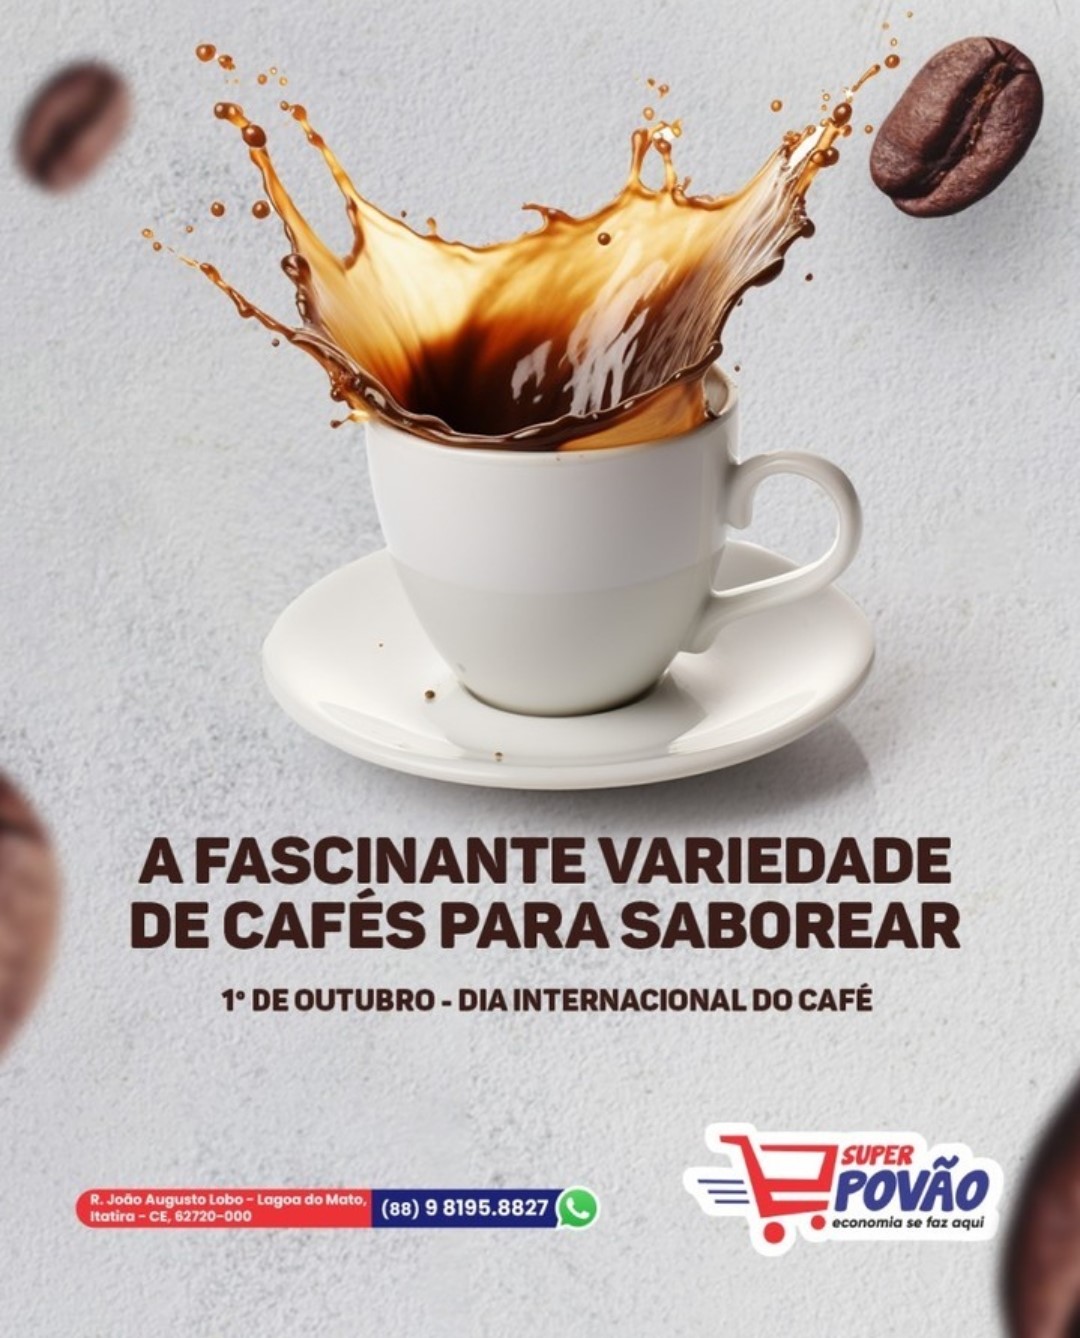 A FASCINANTE VARIEDADE
DE CAFÉS PARA SABOREAR
1º DE OUTUBRO - DIA INTERNACIONAL DO CAFÉ
R. João Augusto Lobo - Lagoa do Mato,
Itatira - CE, 62720-000
(88) 9 8195.8827
SUPER
POVÃO
economia se faz aqui